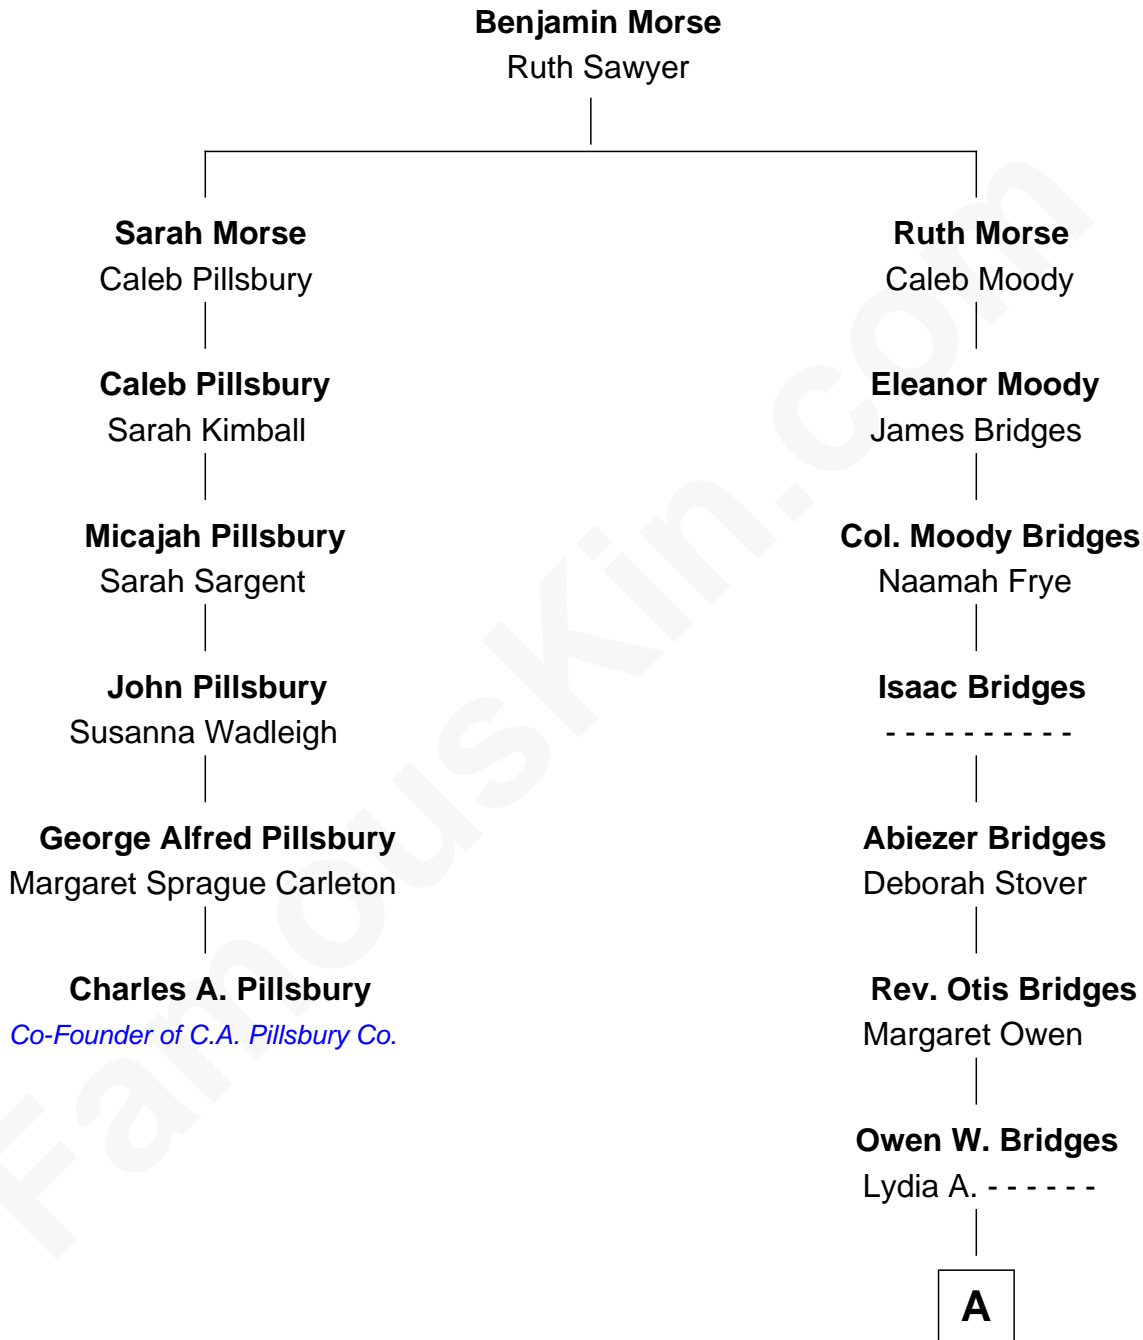 Benjamin Morse
Ruth Sawyer
Sarah Morse
Caleb Pillsbury
Ruth Morse
Caleb Moody
Caleb Pillsbury
Sarah Kimball
Eleanor Moody
James Bridges
Micajah Pillsbury
Sarah Sargent
Col. Moody Bridges
Naamah Frye
John Pillsbury
Susanna Wadleigh
Isaac Bridges
- - - - - - - - - -
George Alfred Pillsbury
Margaret Sprague Carleton
Abiezer Bridges
Deborah Stover
Charles A. Pillsbury
Co-Founder of C.A. Pillsbury Co.
Rev. Otis Bridges
Margaret Owen
Owen W. Bridges
Lydia A. - - - - - -
A
FamousKin.com